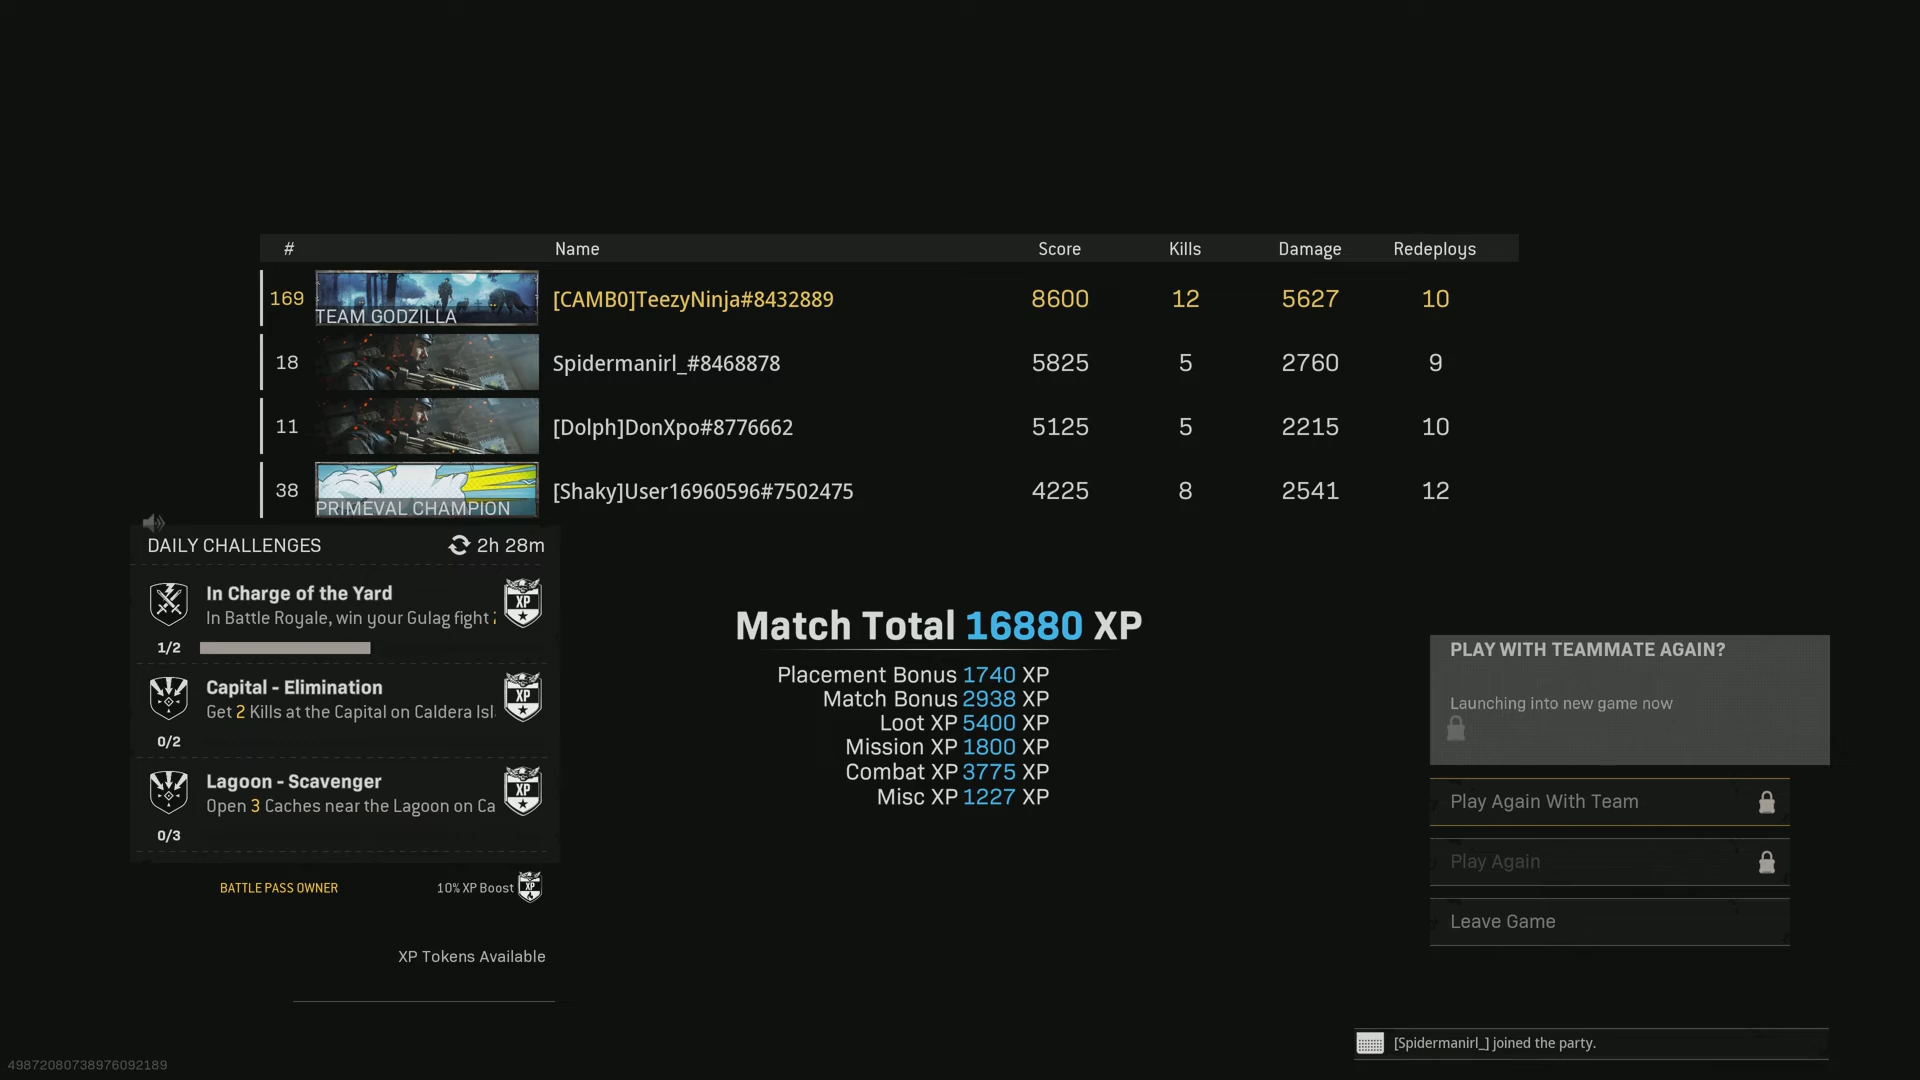 # Name Score Kills Damage Redeploys
169 TEAM GODZILLA [CAMB0]TeezyNinja#8432889 8600 12 5627 10
18 Spidermanirl_#8468878 5825 5 2760 9
11 [Dolph]DonXpo#8776662 5125 5 2215 10
38 PRIMEVAL CHAMPION [Shaky]User16960596#7502475 4225 8 2541 12
DAILY CHALLENGES 2h 28m
In Charge of the Yard
In Battle Royale, win your Gulag fight
XP
1/2
Capital - Elimination
Get 2 Kills at the Capital on Caldera Isl
XP
0/2
Lagoon - Scavenger
Open 3 Caches near the Lagoon on Ca
XP
0/3
BATTLE PASS OWNER 10% XP Boost XP
XP Tokens Available
Match Total 16880 XP
Placement Bonus 1740 XP
Match Bonus 2938 XP
Loot XP 5400 XP
Mission XP 1800 XP
Combat XP 3775 XP
Misc XP 1227 XP
PLAY WITH TEAMMATE AGAIN?
Launching into new game now
Play Again With Team
Play Again
Leave Game
[Spidermanirl_] joined the party.
49872080738976092189